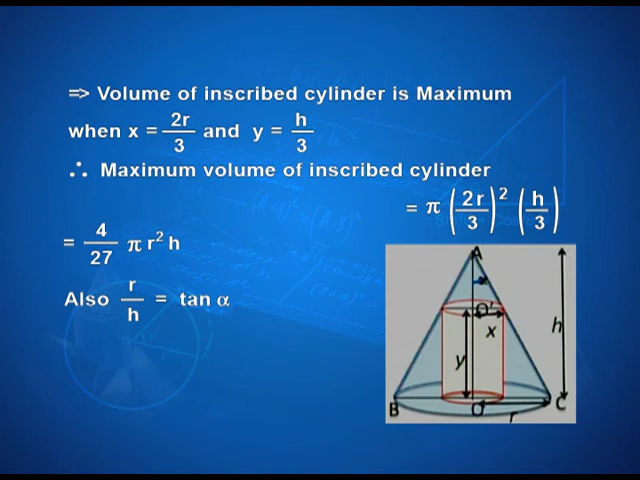 => Volume of inscribed cylinder is Maximum
when x = 2r/3 and y = h/3
∴ Maximum volume of inscribed cylinder
= π (2r/3)² (h/3)
= 4/27 π r² h
Also r/h = tan α
A
α
O'
x
h
y
B
O
C
r